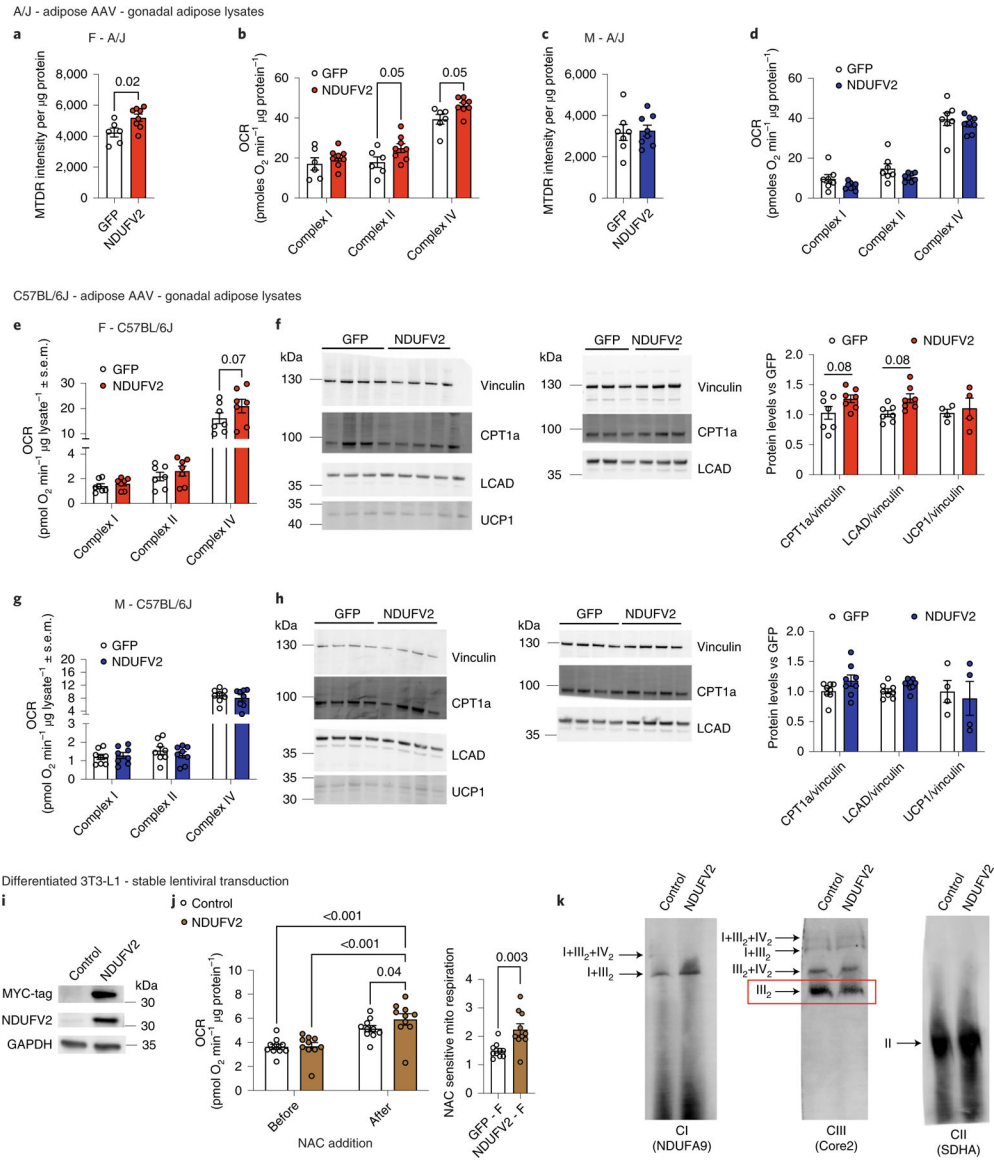 A/J - adipose AAV - gonadal adipose lysates
a
F - A/J
MTDR intensity per µg protein
8,000
6,000
4,000
2,000
0
0.02
GFP
NDUFV2
b
OCR
(pmoles O2 min−1 µg protein−1)
60
40
20
0
0.05
0.05
GFP
NDUFV2
Complex I
Complex II
Complex IV
c
M - A/J
MTDR intensity per µg protein
6,000
4,000
2,000
0
GFP
NDUFV2
d
OCR
(pmoles O2 min−1 µg protein−1)
60
40
20
0
GFP
NDUFV2
Complex I
Complex II
Complex IV
C57BL/6J - adipose AAV - gonadal adipose lysates
e
F - C57BL/6J
GFP
NDUFV2
0.07
OCR
(pmol O2 min−1 µg lysate−1 ± s.e.m.)
30
20
10
4
2
0
Complex I
Complex II
Complex IV
f
GFP
NDUFV2
kDa
130
Vinculin
100
CPT1a
35
LCAD
35
40
UCP1
GFP
NDUFV2
kDa
130
Vinculin
100
CPT1a
35
LCAD
GFP
NDUFV2
Protein levels vs GFP
2.0
1.5
1.0
0.5
0
0.08
0.08
CPT1a/vinculin
LCAD/vinculin
UCP1/vinculin
g
M - C57BL/6J
GFP
NDUFV2
OCR
(pmol O2 min−1 µg lysate−1 ± s.e.m.)
20
16
12
9
6
3
3
2
1
0
Complex I
Complex II
Complex IV
h
GFP
NDUFV2
kDa
130
Vinculin
100
CPT1a
35
LCAD
35
30
UCP1
GFP
NDUFV2
kDa
130
Vinculin
100
CPT1a
35
LCAD
GFP
NDUFV2
Protein levels vs GFP
2.0
1.5
1.0
0.5
0
CPT1a/vinculin
LCAD/vinculin
UCP1/vinculin
Differentiated 3T3-L1 - stable lentiviral transduction
i
Control
NDUFV2
kDa
MYC-tag
30
NDUFV2
30
GAPDH
35
j
Control
NDUFV2
<0.001
<0.001
0.04
OCR
(pmol O2 min−1 µg protein−1)
10
8
6
4
2
0
Before
After
NAC addition
NAC sensitive mito respiration
5
4
3
2
1
0
0.003
GFP - F
NDUFV2 - F
k
Control
NDUFV2
I+III2+IV2
I+III2
CI
(NDUFA9)
Control
NDUFV2
I+III2+IV2
I+III2
III2+IV2
III2
CIII
(Core2)
Control
NDUFV2
II
CII
(SDHA)